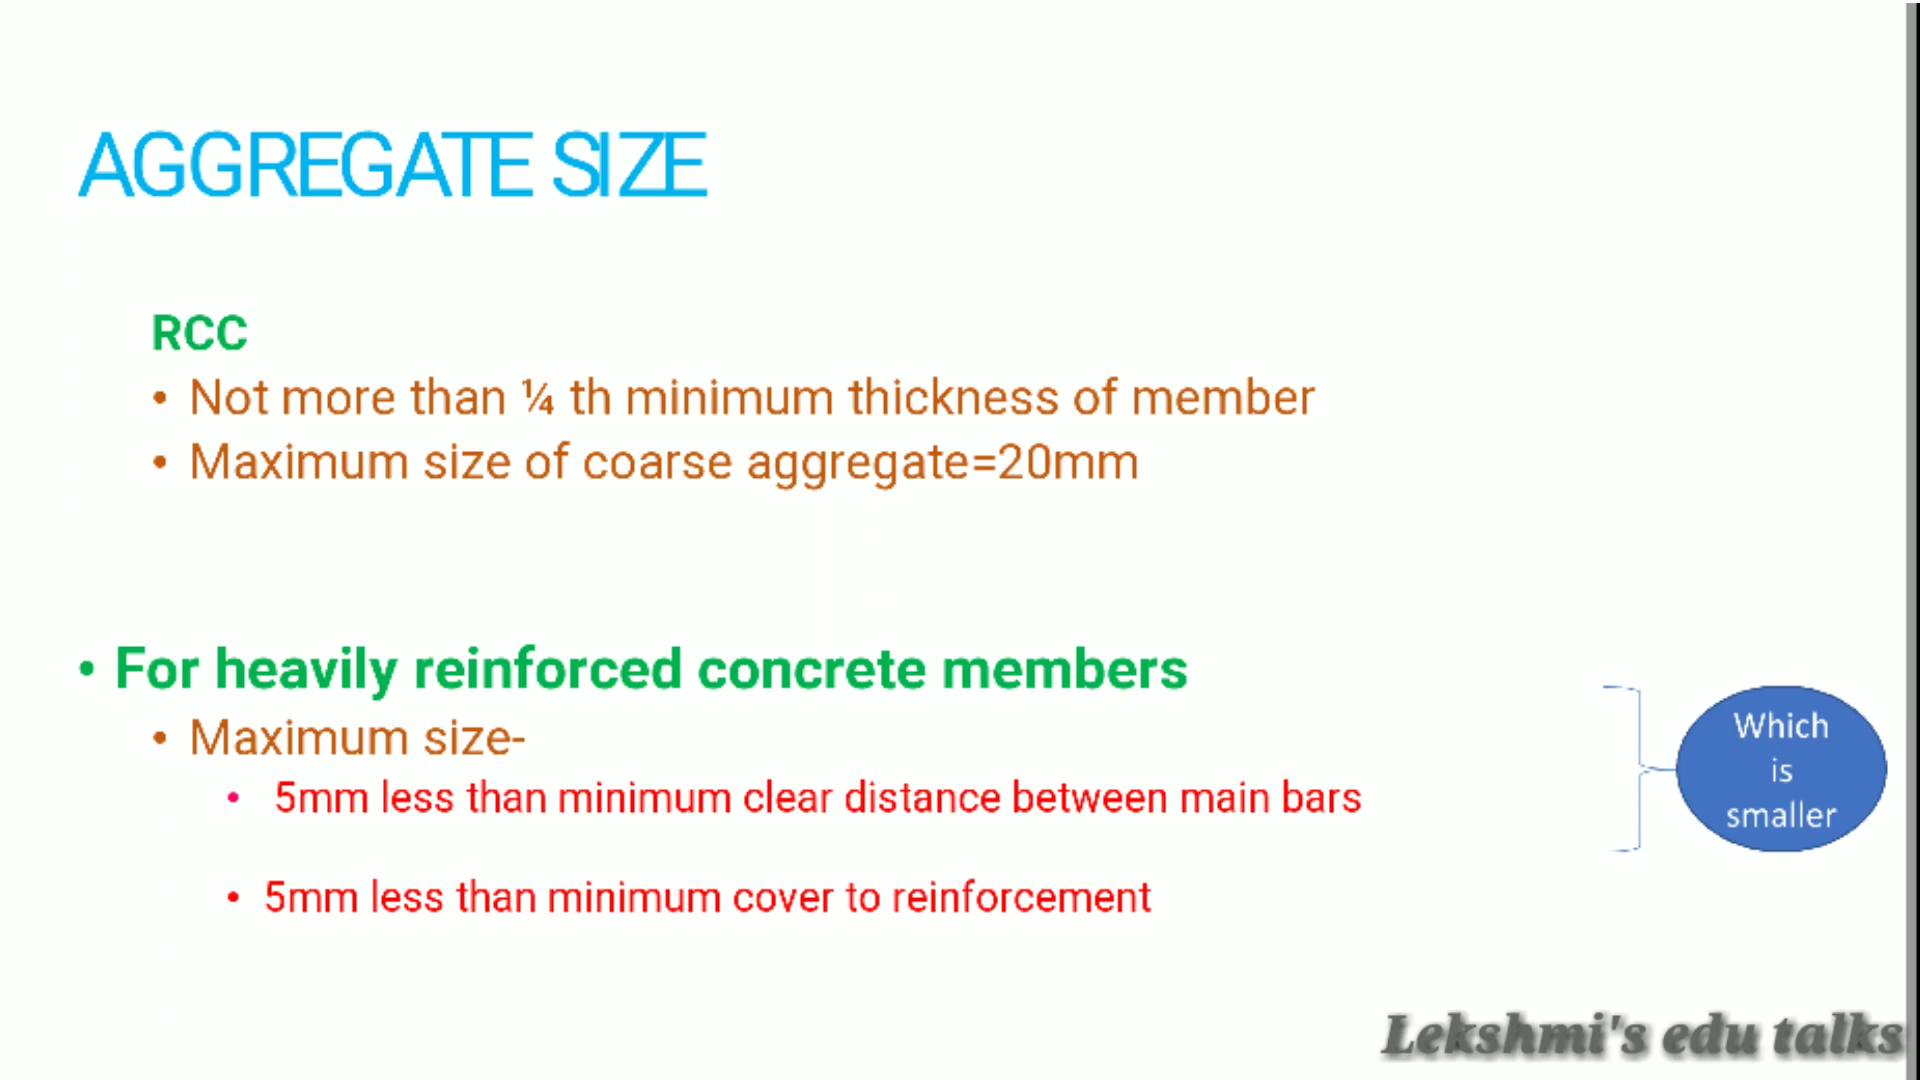 AGGREGATE SIZE
RCC
• Not more than ¼ th minimum thickness of member
• Maximum size of coarse aggregate=20mm
• For heavily reinforced concrete members
• Maximum size-
• 5mm less than minimum clear distance between main bars
• 5mm less than minimum cover to reinforcement
Which
is
smaller
Lekshmi's edu talks